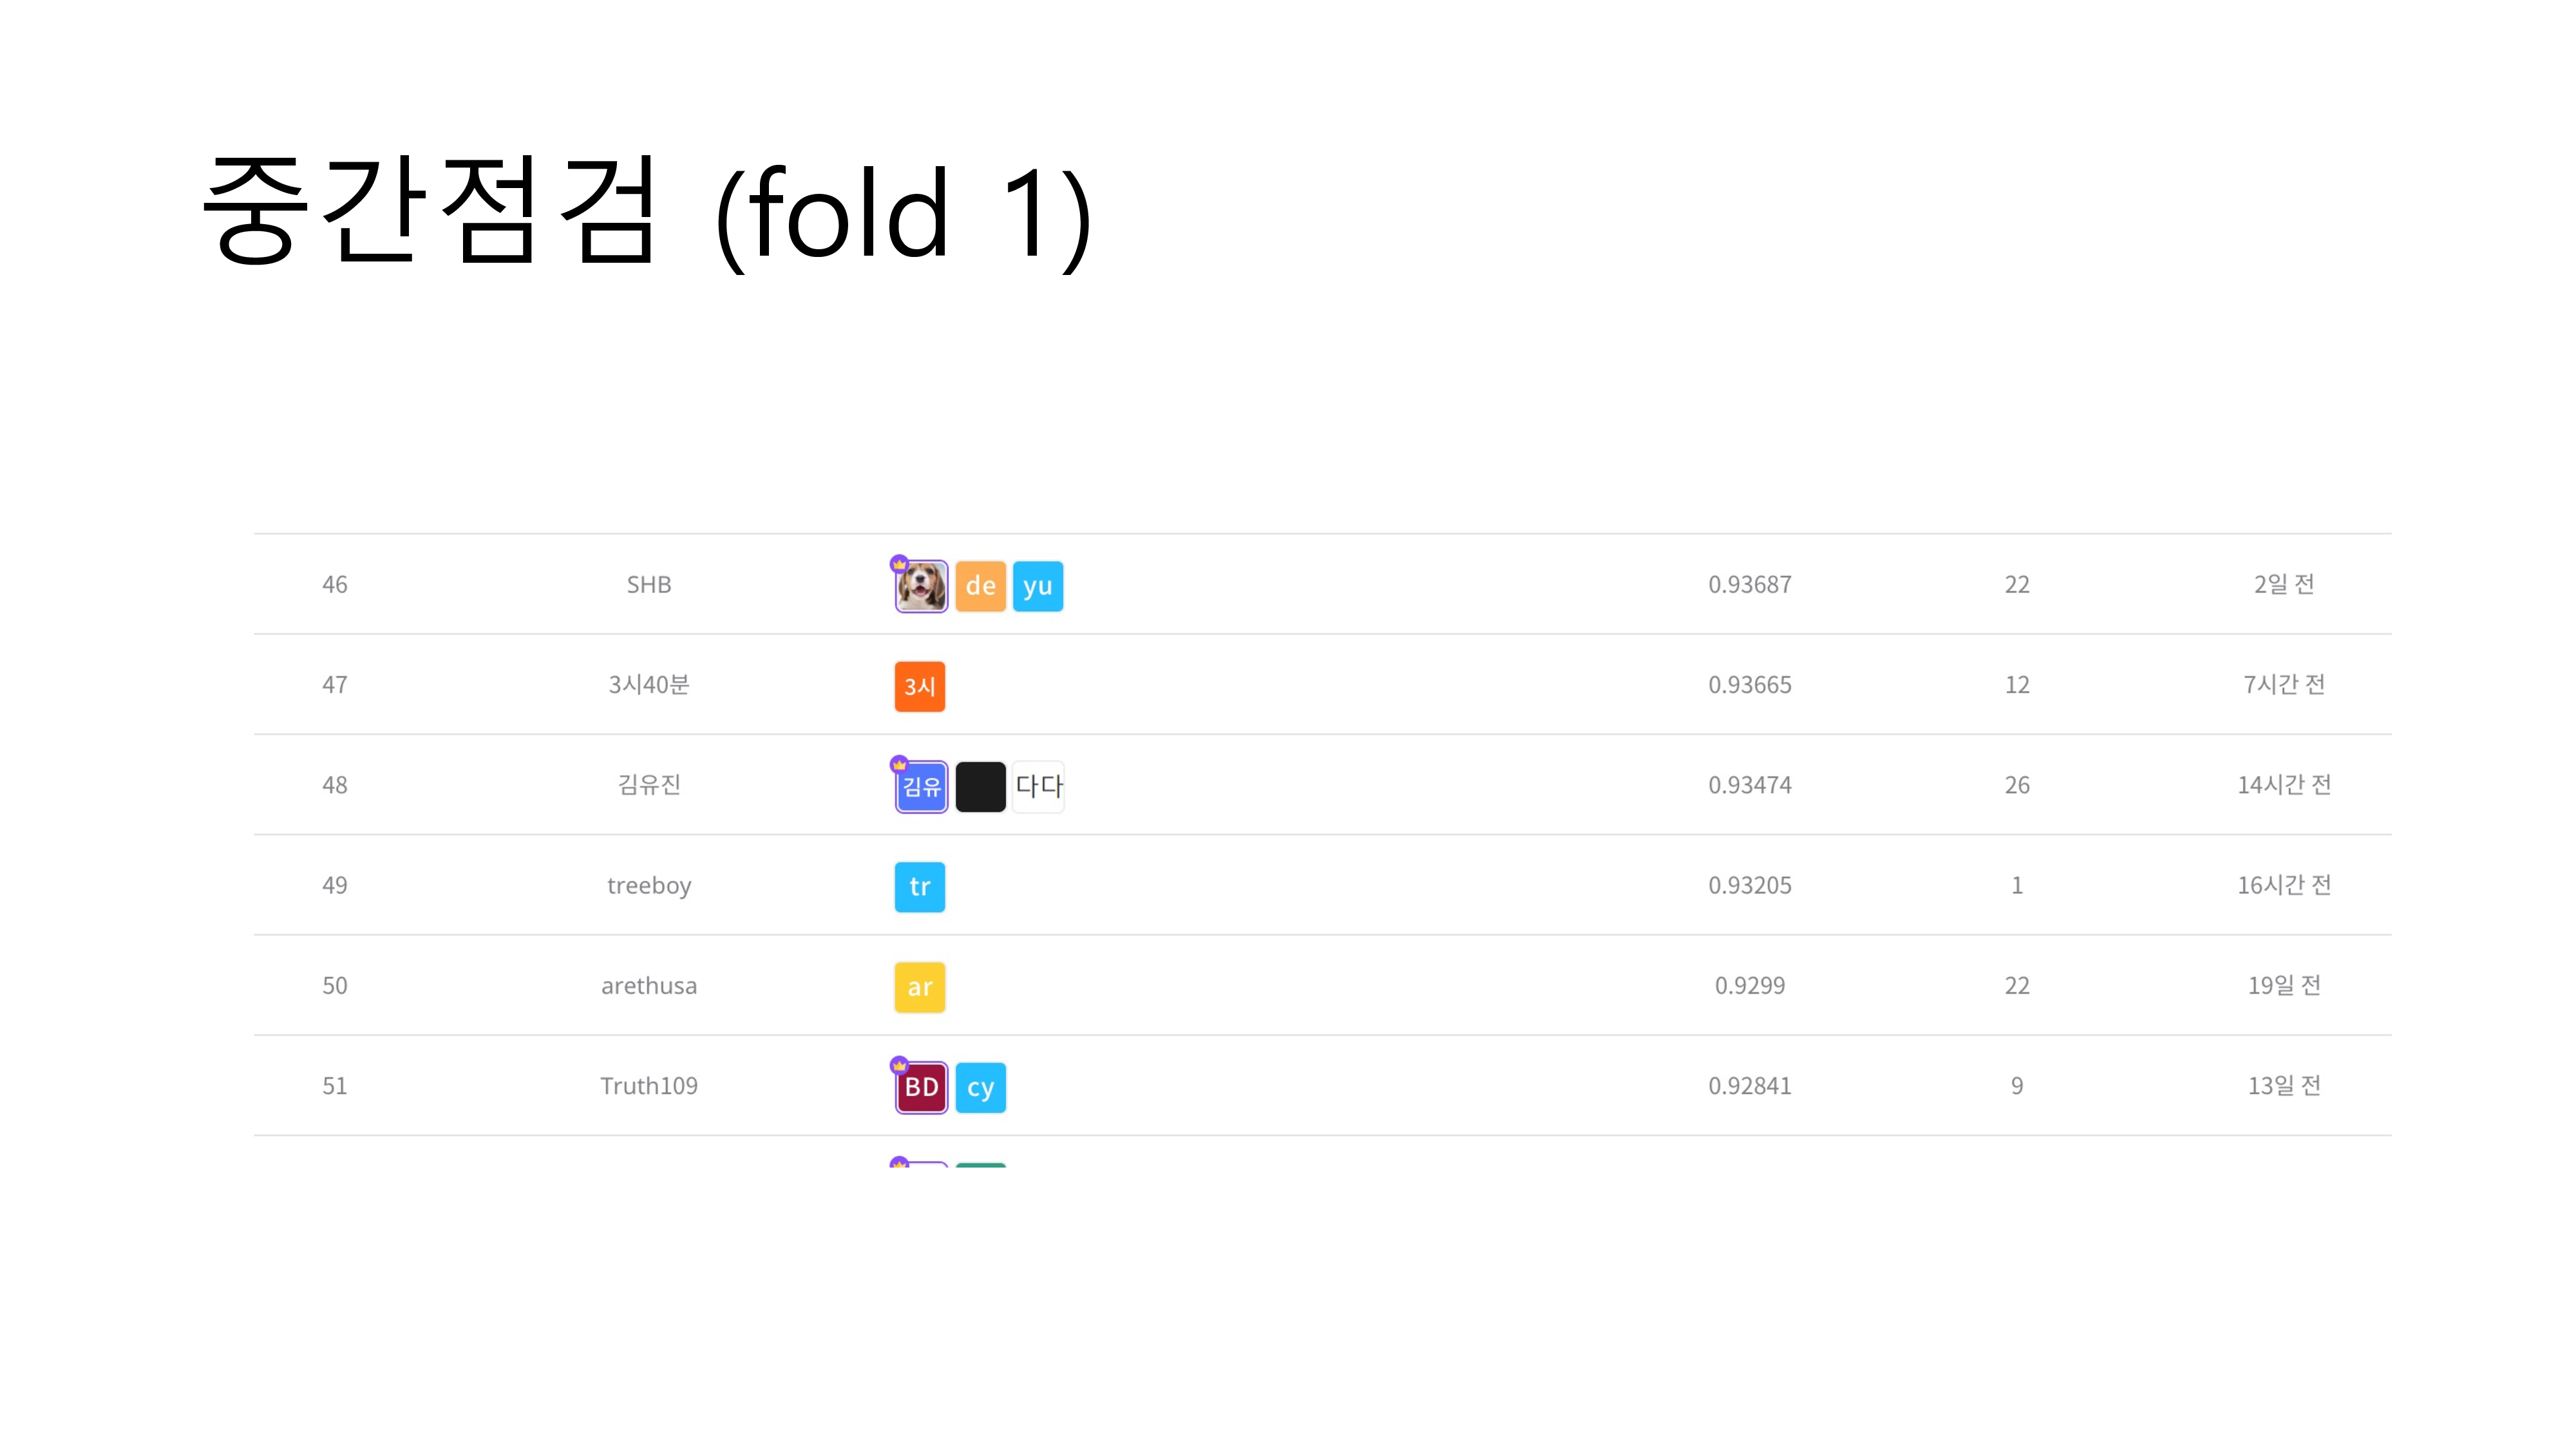 중간점검 (fold 1)
46 SHB de yu 0.93687 22 2일 전
47 3시40분 3시 0.93665 12 7시간 전
48 김유진 김유 다다 0.93474 26 14시간 전
49 treeboy tr 0.93205 1 16시간 전
50 arethusa ar 0.9299 22 19일 전
51 Truth109 BD cy 0.92841 9 13일 전